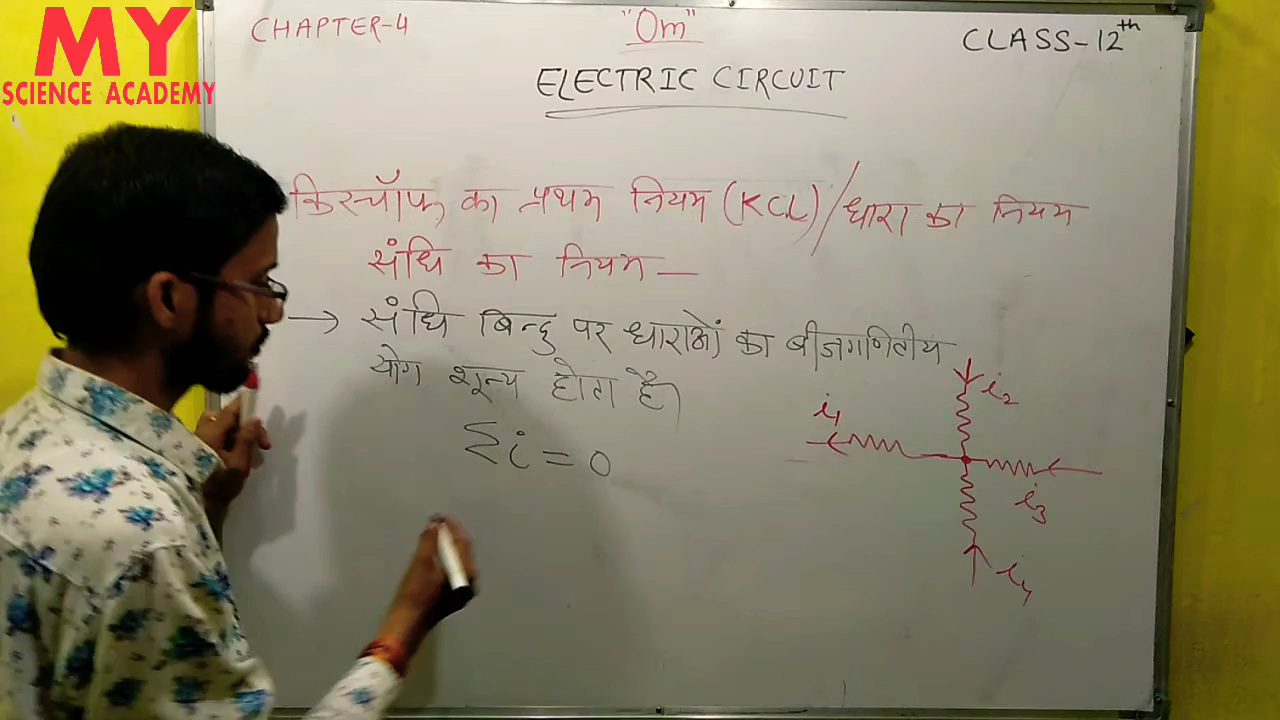 MY
SCIENCE ACADEMY
CHAPTER-4
"Om"
CLASS-12th
ELECTRIC CIRCUIT
किरचॉफ का प्रथम नियम (KCL)/धारा का नियम
संधि का नियम —
→ संधि बिन्दु पर धाराओं का बीजगणितीय
योग शून्य होता है।
Σi = 0
i1
i2
i3
i4